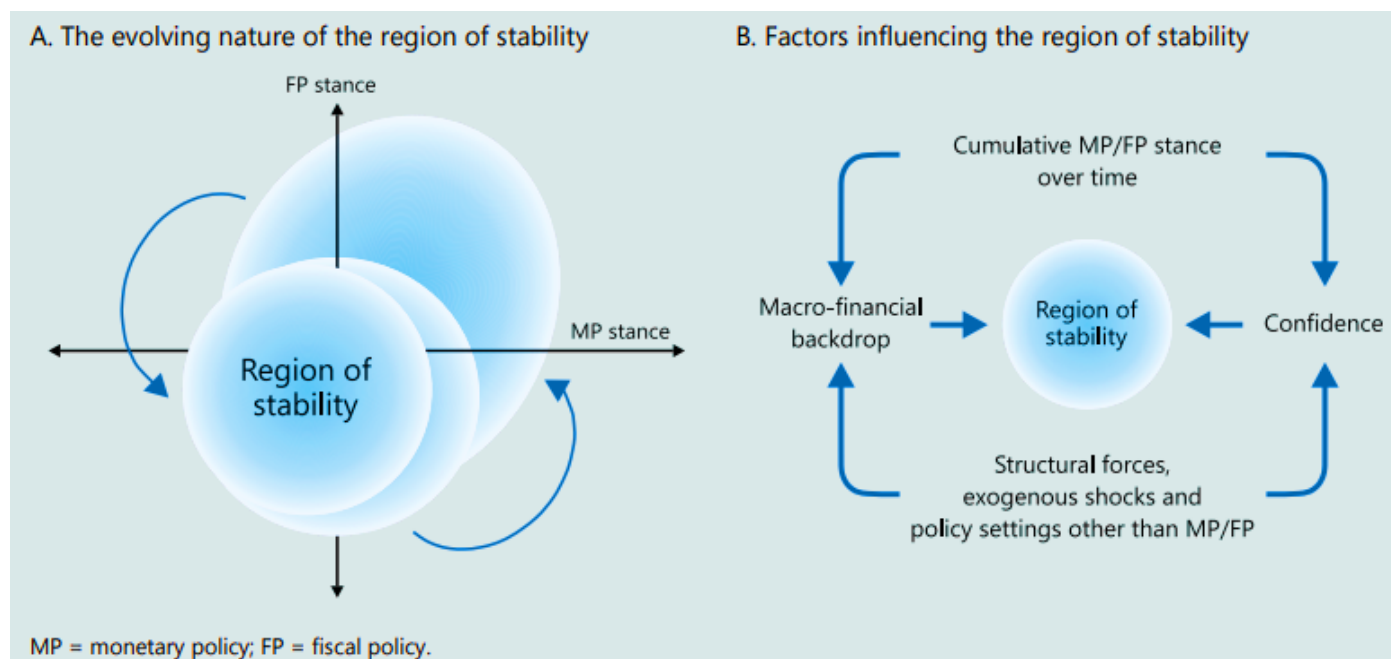 A. The evolving nature of the region of stability
FP stance
MP stance
Region of
stability
B. Factors influencing the region of stability
Cumulative MP/FP stance
over time
Macro-financial
backdrop
Region of
stability
Confidence
Structural forces,
exogenous shocks and
policy settings other than MP/FP
MP = monetary policy; FP = fiscal policy.